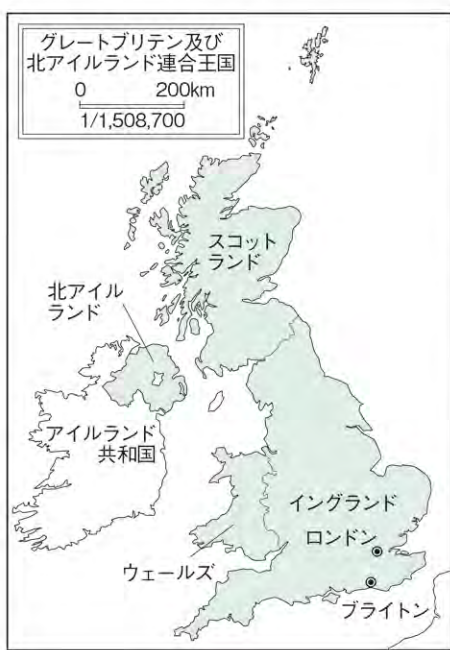 グレートブリテン及び
北アイルランド連合王国
0 200km
1/1,508,700
スコット
ランド
北アイル
ランド
アイルランド
共和国
イングランド
ロンドン
ウェールズ
ブライトン